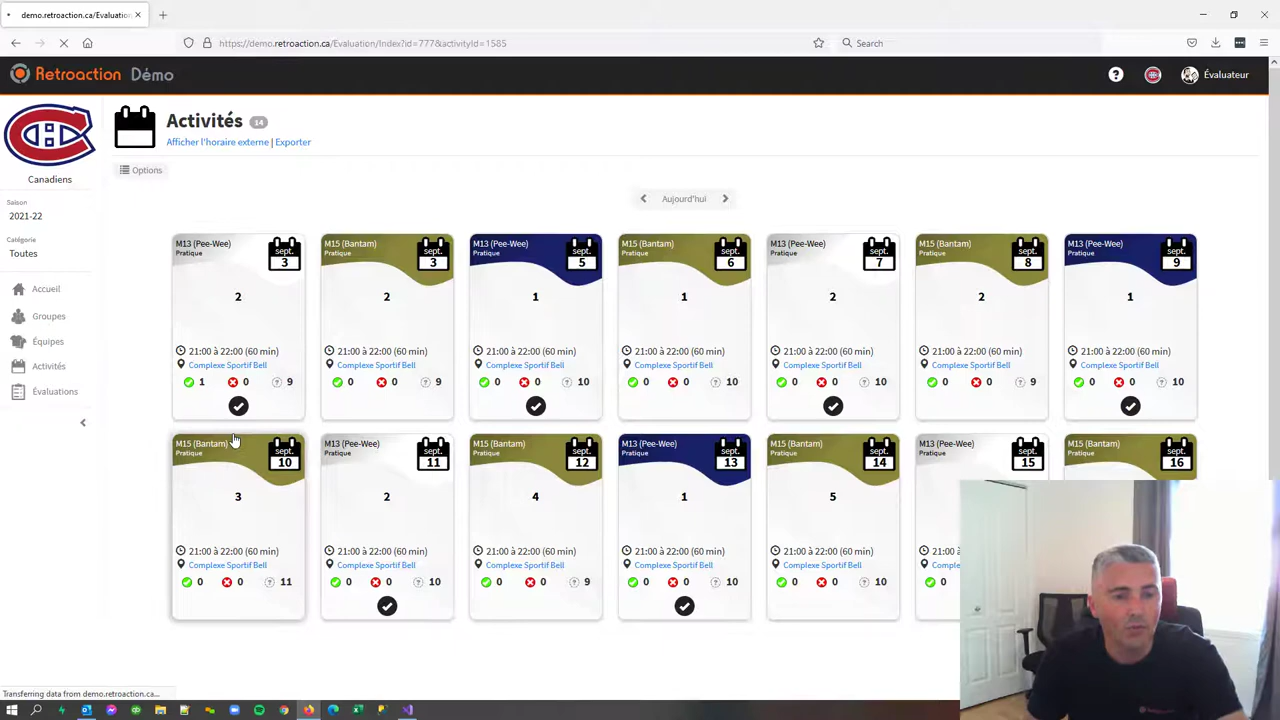 demo.retroaction.ca/Evaluation
https://demo.retroaction.ca/Evaluation/Index?id=777&activityId=1585
Search
Retroaction Démo
Évaluateur
Canadiens
Saison
2021-22
Catégorie
Toutes
Accueil
Groupes
Équipes
Activités
Évaluations
Activités 14
Afficher l'horaire externe | Exporter
Options
Aujourd'hui
M13 (Pee-Wee)
Pratique
sept.
3
2
21:00 à 22:00 (60 min)
Complexe Sportif Bell
1 0 9
M15 (Bantam)
Pratique
sept.
3
2
21:00 à 22:00 (60 min)
Complexe Sportif Bell
0 0 9
M13 (Pee-Wee)
Pratique
sept.
5
1
21:00 à 22:00 (60 min)
Complexe Sportif Bell
0 0 10
M15 (Bantam)
Pratique
sept.
6
1
21:00 à 22:00 (60 min)
Complexe Sportif Bell
0 0 10
M13 (Pee-Wee)
Pratique
sept.
7
2
21:00 à 22:00 (60 min)
Complexe Sportif Bell
0 0 10
M15 (Bantam)
Pratique
sept.
8
2
21:00 à 22:00 (60 min)
Complexe Sportif Bell
0 0 9
M13 (Pee-Wee)
Pratique
sept.
9
1
21:00 à 22:00 (60 min)
Complexe Sportif Bell
0 0 10
M15 (Bantam)
Pratique
sept.
10
3
21:00 à 22:00 (60 min)
Complexe Sportif Bell
0 0 11
M13 (Pee-Wee)
Pratique
sept.
11
2
21:00 à 22:00 (60 min)
Complexe Sportif Bell
0 0 10
M15 (Bantam)
Pratique
sept.
12
4
21:00 à 22:00 (60 min)
Complexe Sportif Bell
0 0 9
M13 (Pee-Wee)
Pratique
sept.
13
1
21:00 à 22:00 (60 min)
Complexe Sportif Bell
0 0 10
M15 (Bantam)
Pratique
sept.
14
5
21:00 à 22:00 (60 min)
Complexe Sportif Bell
0 0 10
M13 (Pee-Wee)
Pratique
sept.
15
21:00
Comple
0
M15 (Bantam)
Pratique
sept.
16
Transferring data from demo.retroaction.ca...